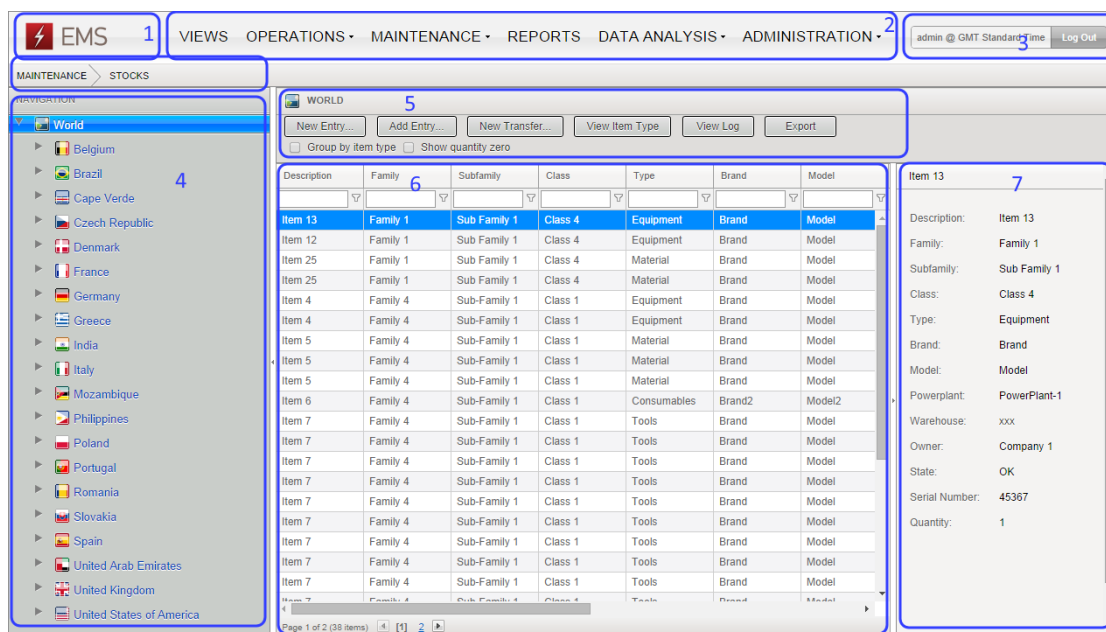 EMS 1
VIEWS OPERATIONS MAINTENANCE REPORTS DATA ANALYSIS ADMINISTRATION 2
admin @ GMT Standard Time Log Out 3
MAINTENANCE STOCKS
NAVIGATION
World
Belgium
Brazil
Cape Verde
Czech Republic
Denmark
France
Germany
Greece
India
Italy
Mozambique
Philippines
Poland
Portugal
Romania
Slovakia
Spain
United Arab Emirates
United Kingdom
United States of America
4
WORLD 5
New Entry... Add Entry... New Transfer... View Item Type View Log Export
Group by item type Show quantity zero
Description Family Subfamily Class Type Brand Model
6
Item 13 Family 1 Sub Family 1 Class 4 Equipment Brand Model
Item 12 Family 1 Sub Family 1 Class 4 Equipment Brand Model
Item 25 Family 1 Sub Family 1 Class 4 Material Brand Model
Item 25 Family 1 Sub Family 1 Class 4 Material Brand Model
Item 4 Family 4 Sub-Family 1 Class 1 Equipment Brand Model
Item 4 Family 4 Sub-Family 1 Class 1 Equipment Brand Model
Item 5 Family 4 Sub-Family 1 Class 1 Material Brand Model
Item 5 Family 4 Sub-Family 1 Class 1 Material Brand Model
Item 5 Family 4 Sub-Family 1 Class 1 Material Brand Model
Item 6 Family 4 Sub-Family 1 Class 1 Consumables Brand2 Model2
Item 7 Family 4 Sub-Family 1 Class 1 Tools Brand Model
Item 7 Family 4 Sub-Family 1 Class 1 Tools Brand Model
Item 7 Family 4 Sub-Family 1 Class 1 Tools Brand Model
Item 7 Family 4 Sub-Family 1 Class 1 Tools Brand Model
Item 7 Family 4 Sub-Family 1 Class 1 Tools Brand Model
Item 7 Family 4 Sub-Family 1 Class 1 Tools Brand Model
Item 7 Family 4 Sub-Family 1 Class 1 Tools Brand Model
Item 7 Family 4 Sub-Family 1 Class 1 Tools Brand Model
Item 7 Family 4 Sub-Family 1 Class 1 Tools Brand Model
Item 7 Family 4 Sub-Family 1 Class 1 Tools Brand Model
Page 1 of 2 (38 items) [1] 2
Item 13 7
Description: Item 13
Family: Family 1
Subfamily: Sub Family 1
Class: Class 4
Type: Equipment
Brand: Brand
Model: Model
Powerplant: PowerPlant-1
Warehouse: xxx
Owner: Company 1
State: OK
Serial Number: 45367
Quantity: 1